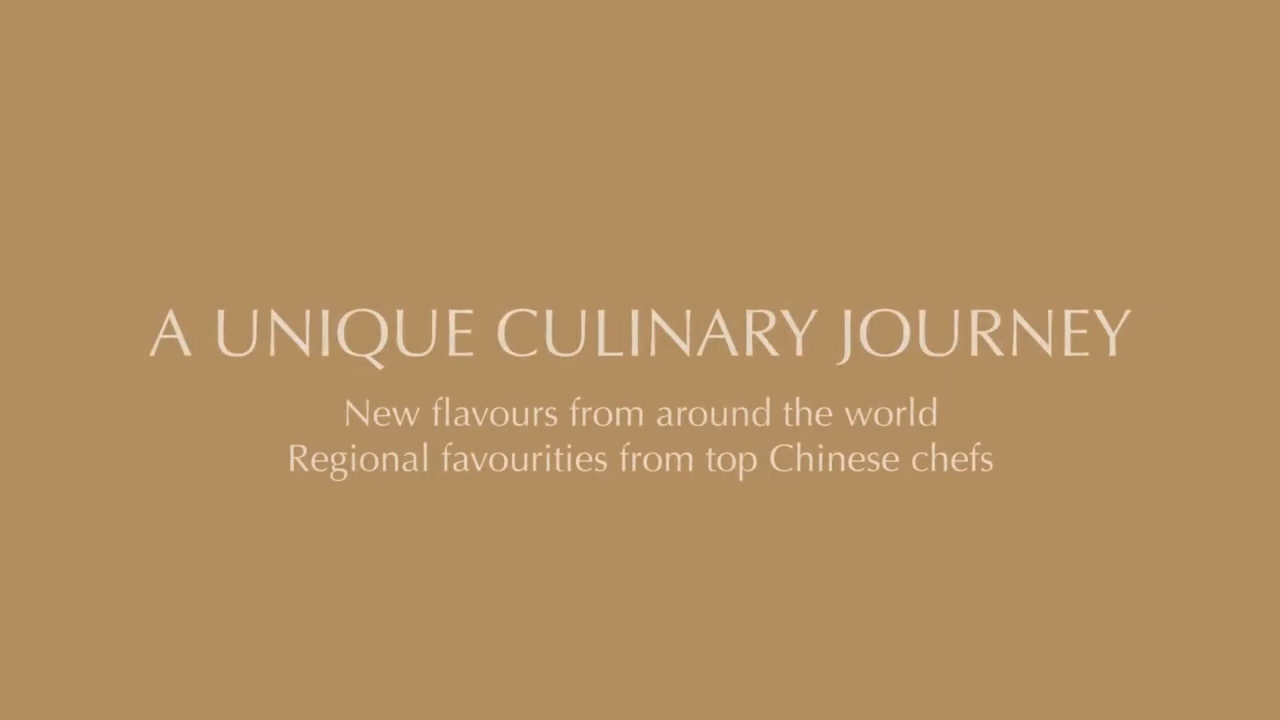 A UNIQUE CULINARY JOURNEY
New flavours from around the world
Regional favourities from top Chinese chefs